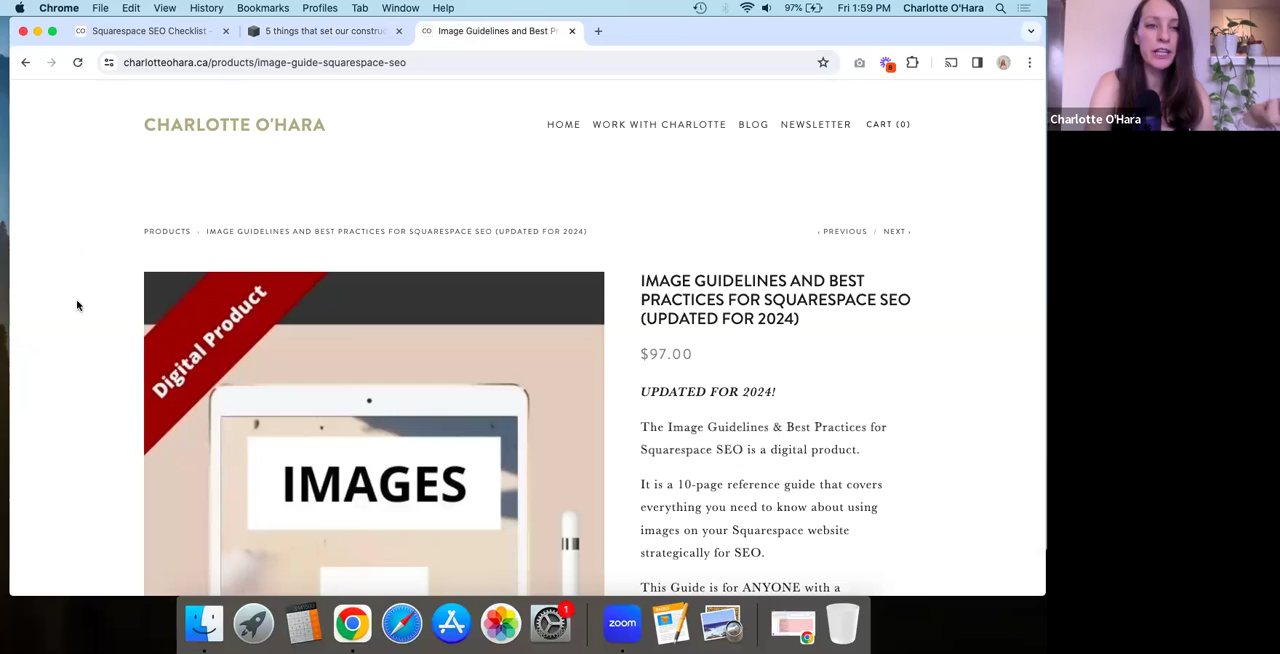 Chrome File Edit View History Bookmarks Profiles Tab Window Help 97% Fri 1:59 PM Charlotte O'Hara
CO Squarespace SEO Checklist - 5 things that set our construc CO Image Guidelines and Best Pr
charlotteohara.ca/products/image-guide-squarespace-seo 8
Charlotte O'Hara
CHARLOTTE O'HARA HOME WORK WITH CHARLOTTE BLOG NEWSLETTER CART (0)
PRODUCTS › IMAGE GUIDELINES AND BEST PRACTICES FOR SQUARESPACE SEO (UPDATED FOR 2024) ‹ PREVIOUS / NEXT ›
Digital Product
IMAGES
IMAGE GUIDELINES AND BEST
PRACTICES FOR SQUARESPACE SEO
(UPDATED FOR 2024)
$97.00
UPDATED FOR 2024!
The Image Guidelines & Best Practices for
Squarespace SEO is a digital product.
It is a 10-page reference guide that covers
everything you need to know about using
images on your Squarespace website
strategically for SEO.
This Guide is for ANYONE with a
1
zoom